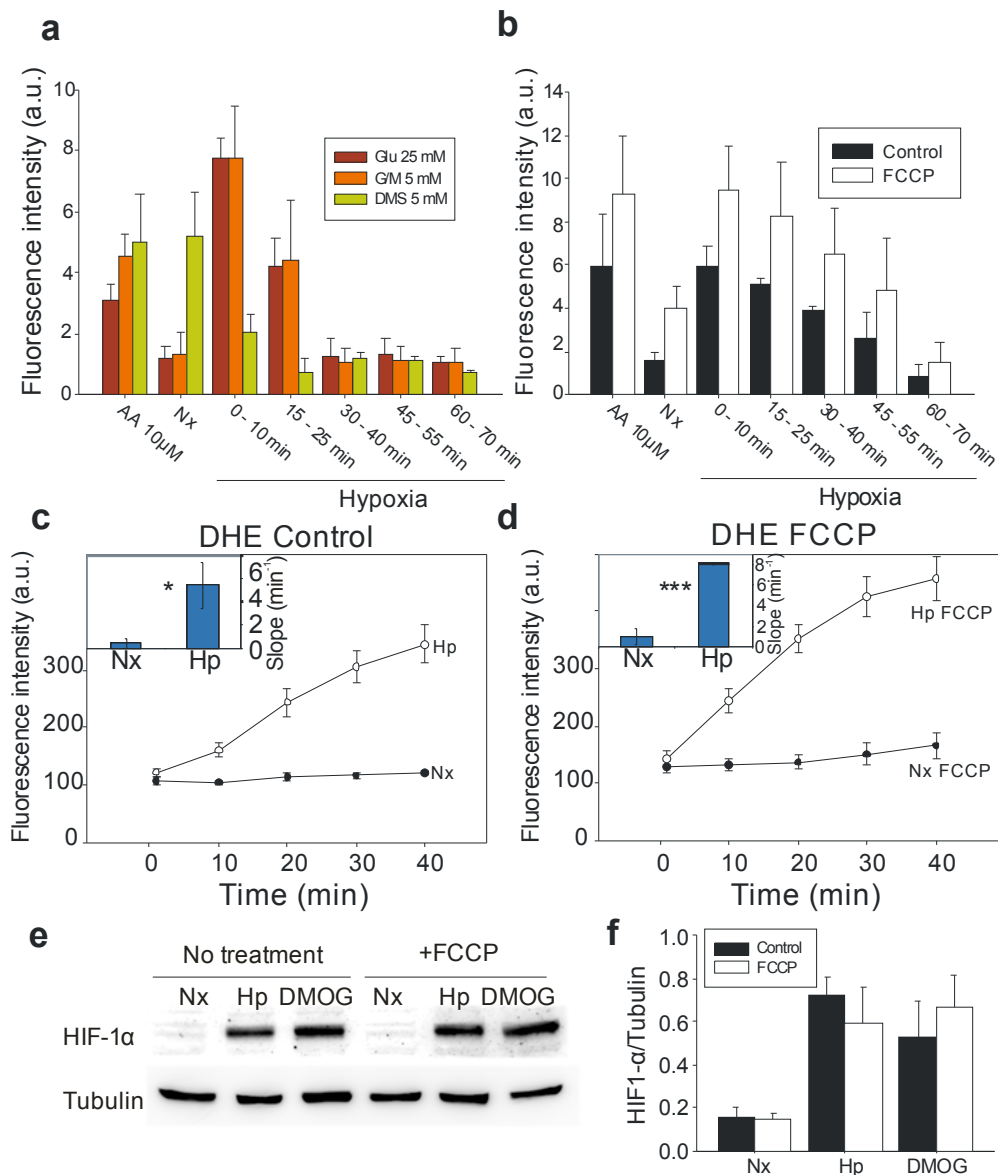 a
Fluorescence intensity (a.u.)
10
8
6
4
2
0
Glu 25 mM
G/M 5 mM
DMS 5 mM
AA 10µM
Nx
0 - 10 min
15 - 25 min
30 - 40 min
45 - 55 min
60 - 70 min
Hypoxia
b
Fluorescence intensity (a.u.)
14
12
10
8
6
4
2
0
Control
FCCP
AA 10µM
Nx
0 - 10 min
15 - 25 min
30 - 40 min
45 - 55 min
60 - 70 min
Hypoxia
c
DHE Control
Fluorescence intensity (a.u.)
300
200
100
0
*
Nx
Hp
6
4
2
0
Slope (min⁻¹)
Hp
Nx
0 10 20 30 40
Time (min)
d
DHE FCCP
Fluorescence intensity (a.u.)
300
200
100
0
***
Nx
Hp
8
6
4
2
0
Slope (min⁻¹)
Hp FCCP
Nx FCCP
0 10 20 30 40
Time (min)
e
No treatment +FCCP
Nx Hp DMOG Nx Hp DMOG
HIF-1α
Tubulin
f
HIF1-α/Tubulin
1.0
0.8
0.6
0.4
0.2
0.0
Control
FCCP
Nx Hp DMOG